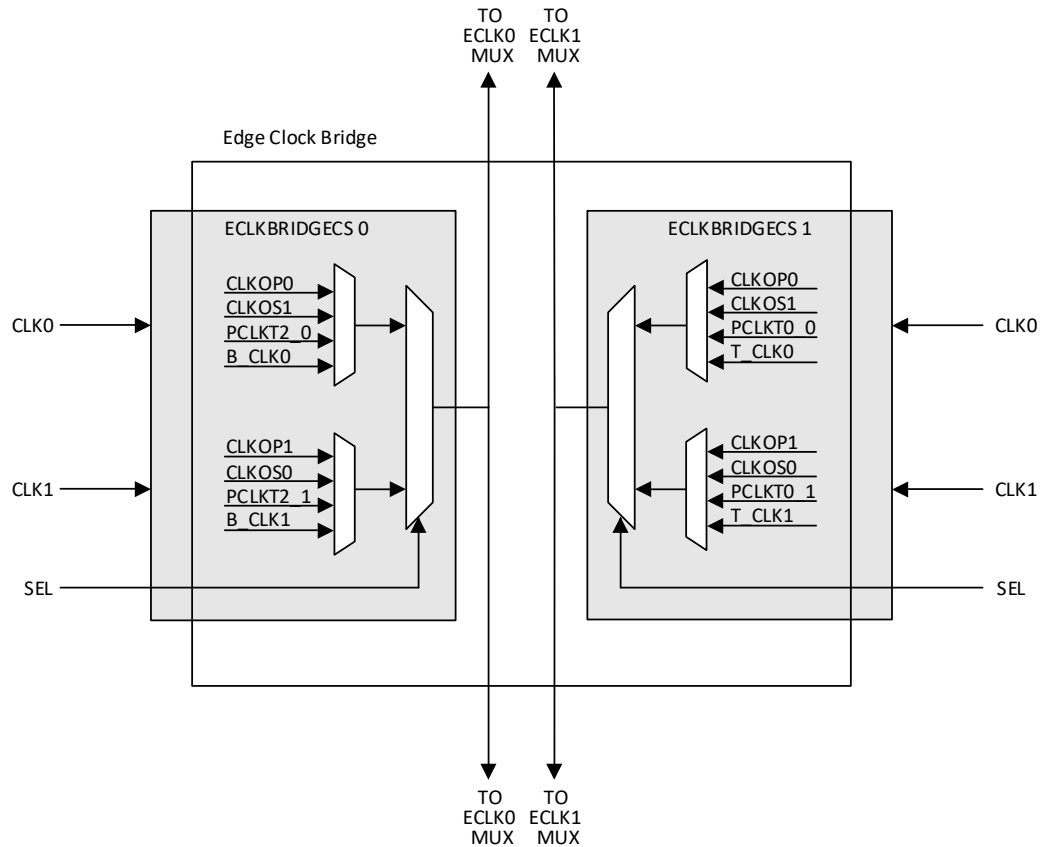 TO
ECLK0
MUX
TO
ECLK1
MUX
Edge Clock Bridge
ECLKBRIDGECS 0
CLKOP0
CLKOS1
PCLKT2_0
B_CLK0
CLKOP1
CLKOS0
PCLKT2_1
B_CLK1
CLK0
CLK1
SEL
ECLKBRIDGECS 1
CLKOP0
CLKOS1
PCLKT0_0
T_CLK0
CLKOP1
CLKOS0
PCLKT0_1
T_CLK1
CLK0
CLK1
SEL
TO
ECLK0
MUX
TO
ECLK1
MUX